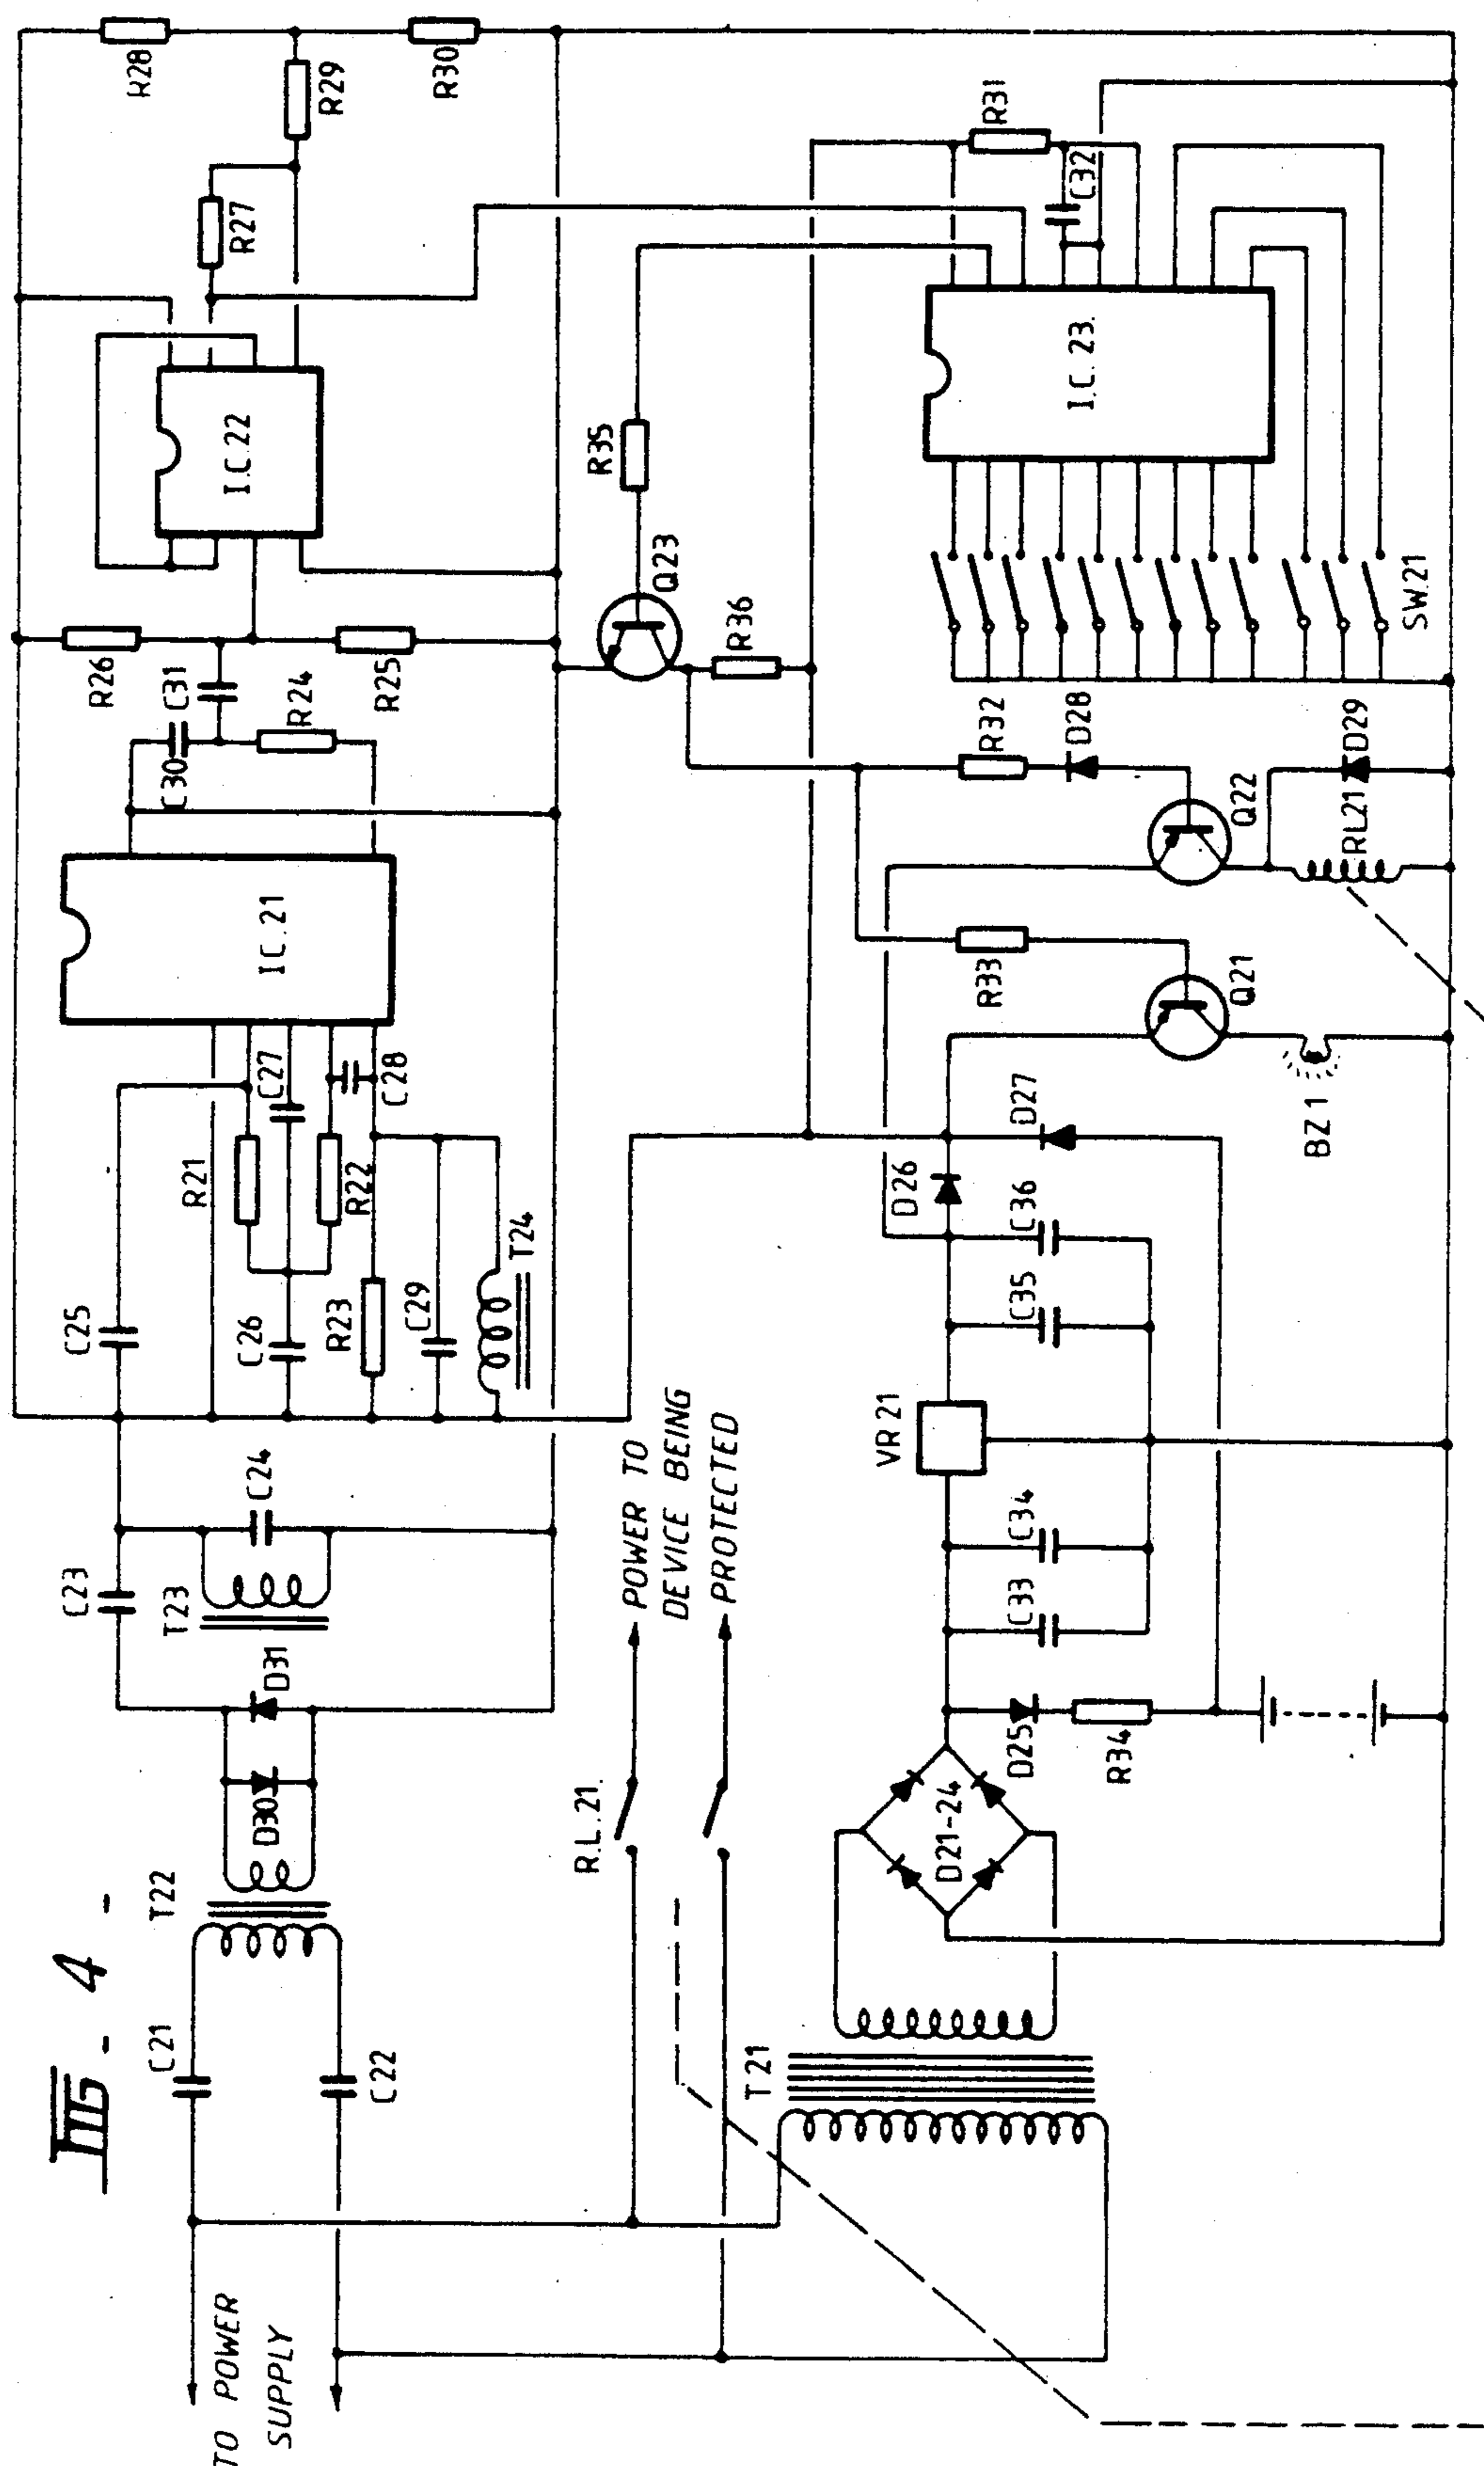 FIG - 4 -
TO POWER
SUPPLY
C21
C22
T22
D30
D31
T23
C23
C24
C25
R21
C26
C27
R22
R23
C28
C29
T24
I.C. 21
C30
C31
R24
R26
R25
I.C.22
R27
R28
R29
R30
R.L.21.
POWER TO
DEVICE BEING
PROTECTED
T21
D21-24
D25
R34
C33
C34
VR21
C35
C36
D26
D27
BZ1
Q21
R33
Q22
RL21
D29
D28
R32
R36
Q23
R35
SW.21
I.C. 23.
C32
R31